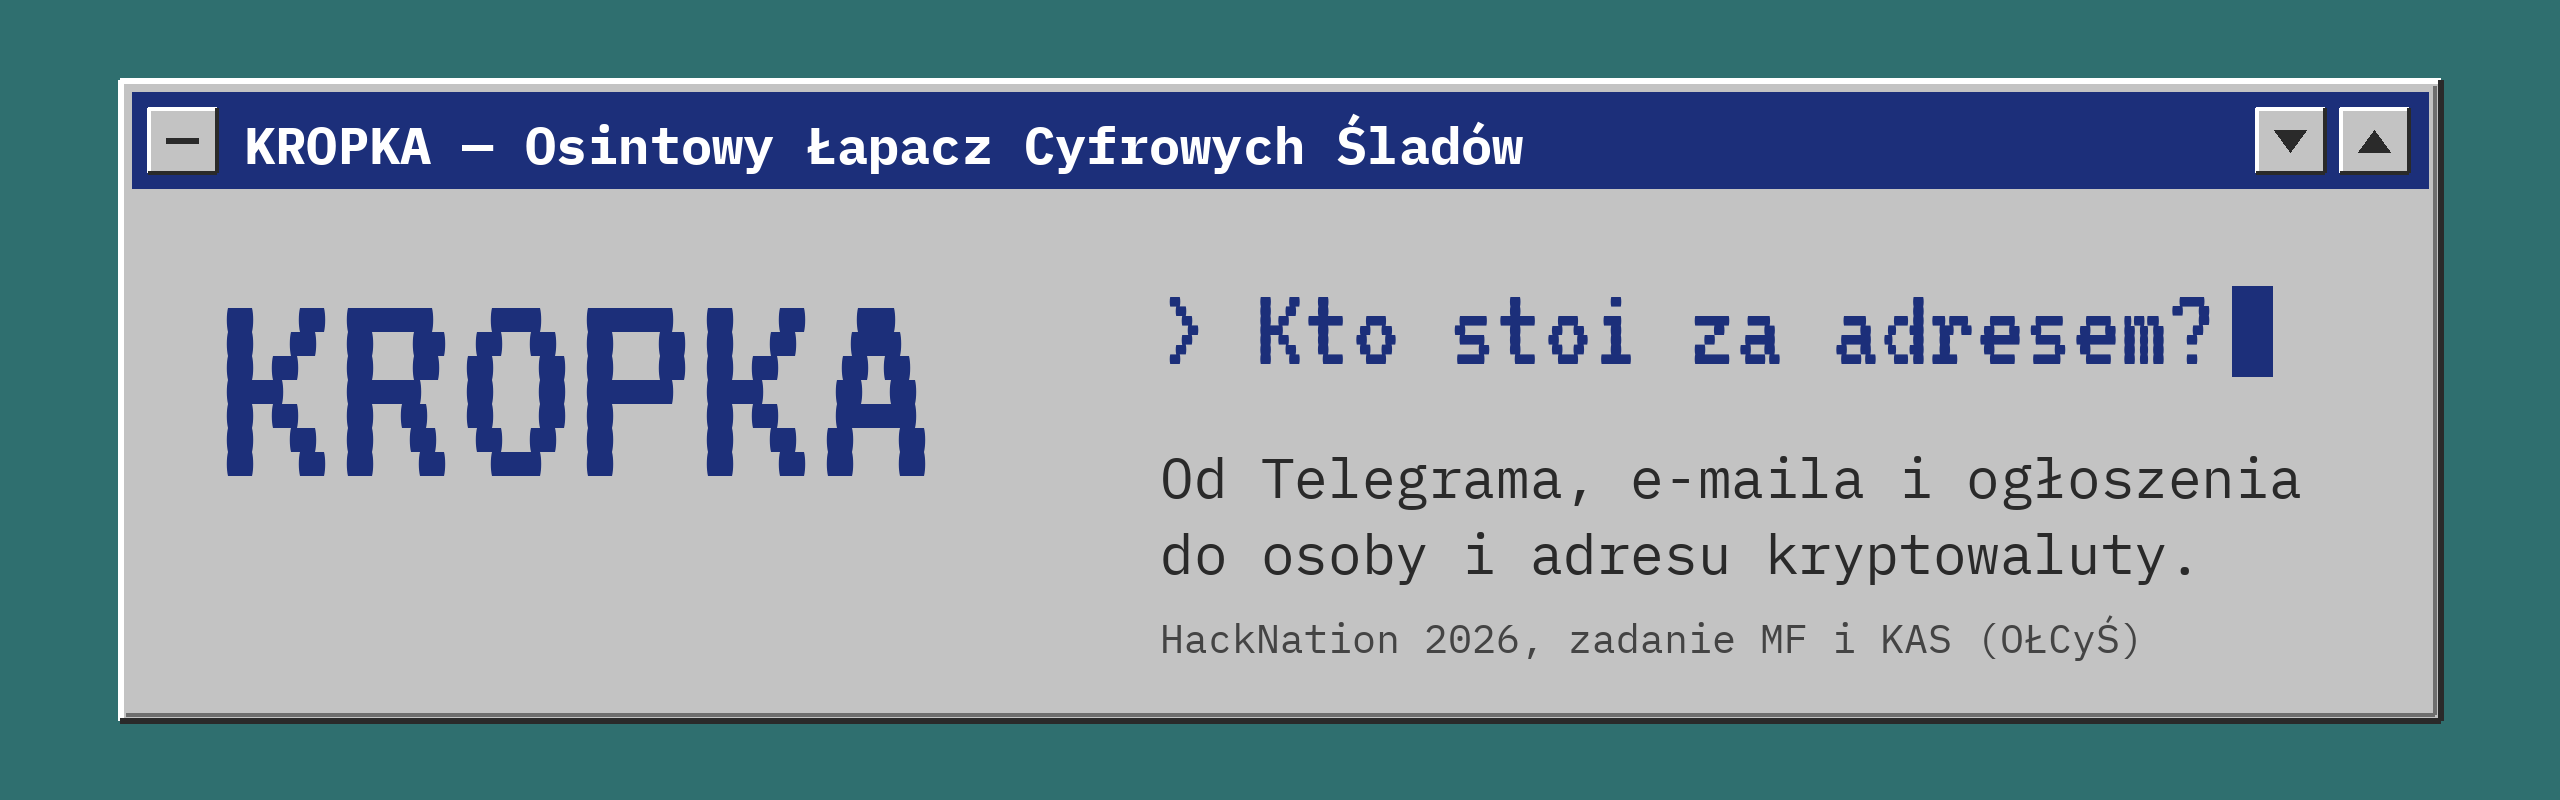 KROPKA — Osintowy Łapacz Cyfrowych Śladów
KROPKA
> Kto stoi za adresem?
Od Telegrama, e-maila i ogłoszenia
do osoby i adresu kryptowaluty.
HackNation 2026, zadanie MF i KAS (OŁCyŚ)